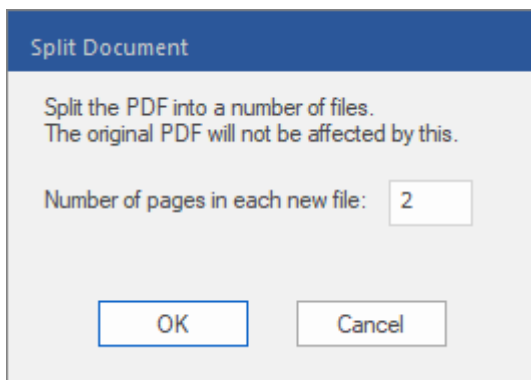 Split Document
Split the PDF into a number of files.
The original PDF will not be affected by this.
Number of pages in each new file: 2
OK Cancel